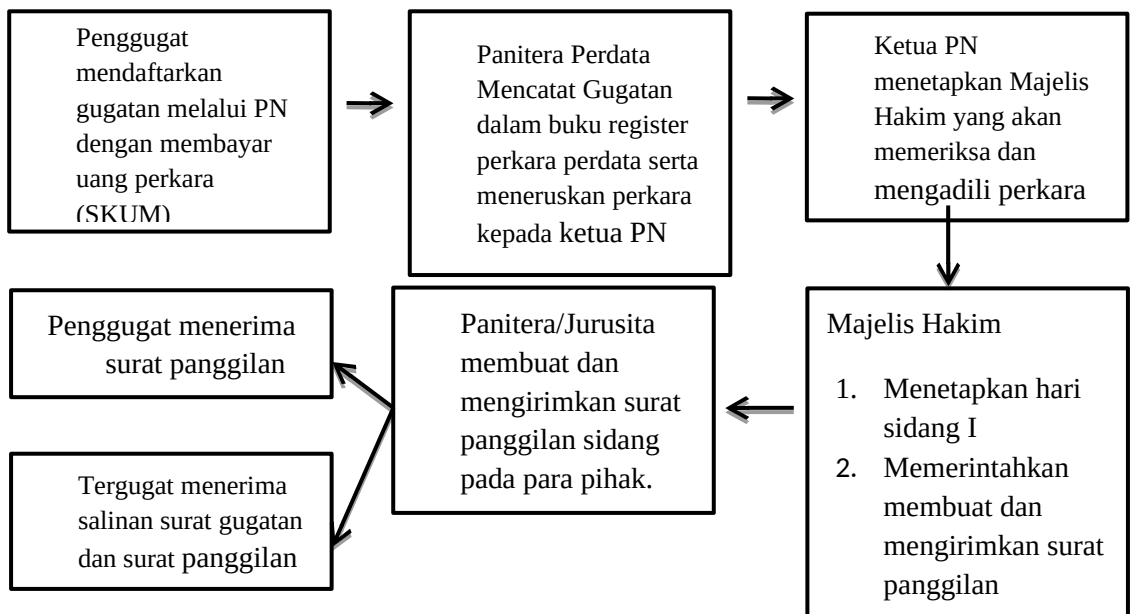 Penggugat
mendaftarkan
gugatan melalui PN
dengan membayar
uang perkara
(SKUM)
Panitera Perdata
Mencatat Gugatan
dalam buku register
perkara perdata serta
meneruskan perkara
kepada ketua PN
Ketua PN
menetapkan Majelis
Hakim yang akan
memeriksa dan
mengadili perkara
Majelis Hakim
1. Menetapkan hari
sidang I
2. Memerintahkan
membuat dan
mengirimkan surat
panggilan
Panitera/Jurusita
membuat dan
mengirimkan surat
panggilan sidang
pada para pihak.
Penggugat menerima
surat panggilan
Tergugat menerima
salinan surat gugatan
dan surat panggilan